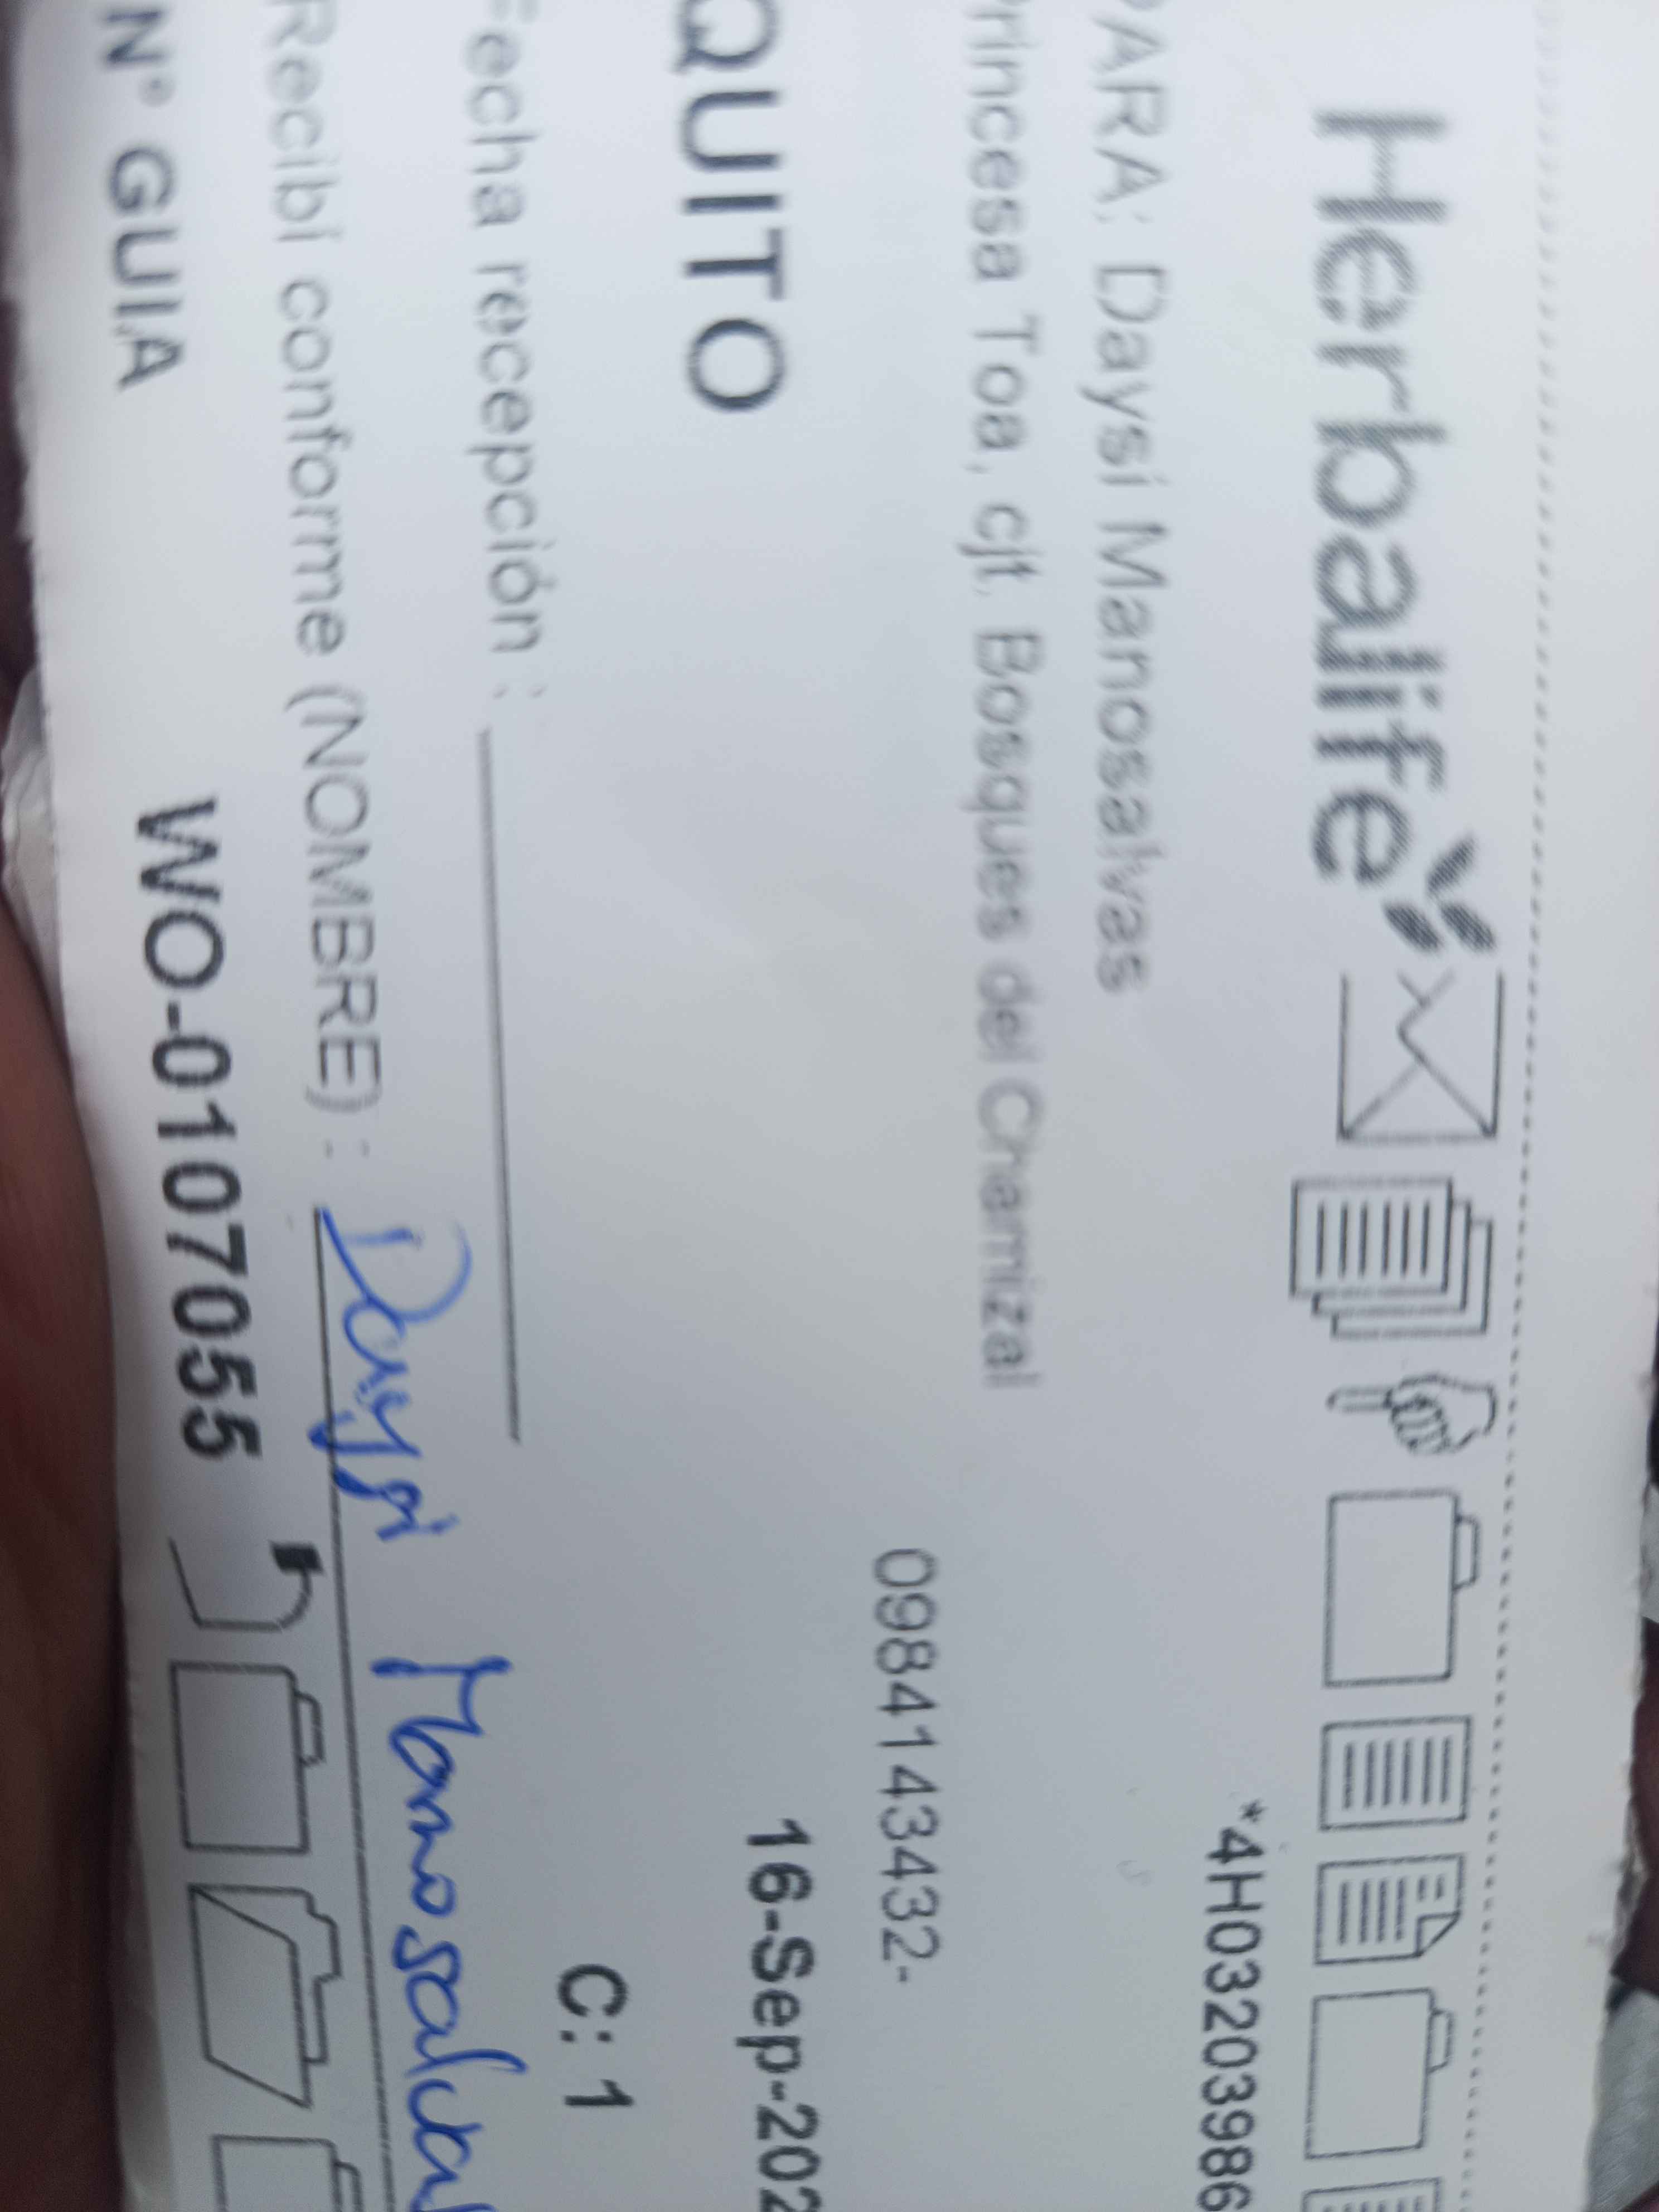 Herbalife
*4H03203986
PARA: Daysi Manosalvas
Princesa Toa, cjt. Bosques del Chamizal
0984143432-
QUITO
16-Sep-202
C: 1
Fecha recepción :
Recibí conforme (NOMBRE) : Daysi Manosalvas
N° GUIA WO-0107055